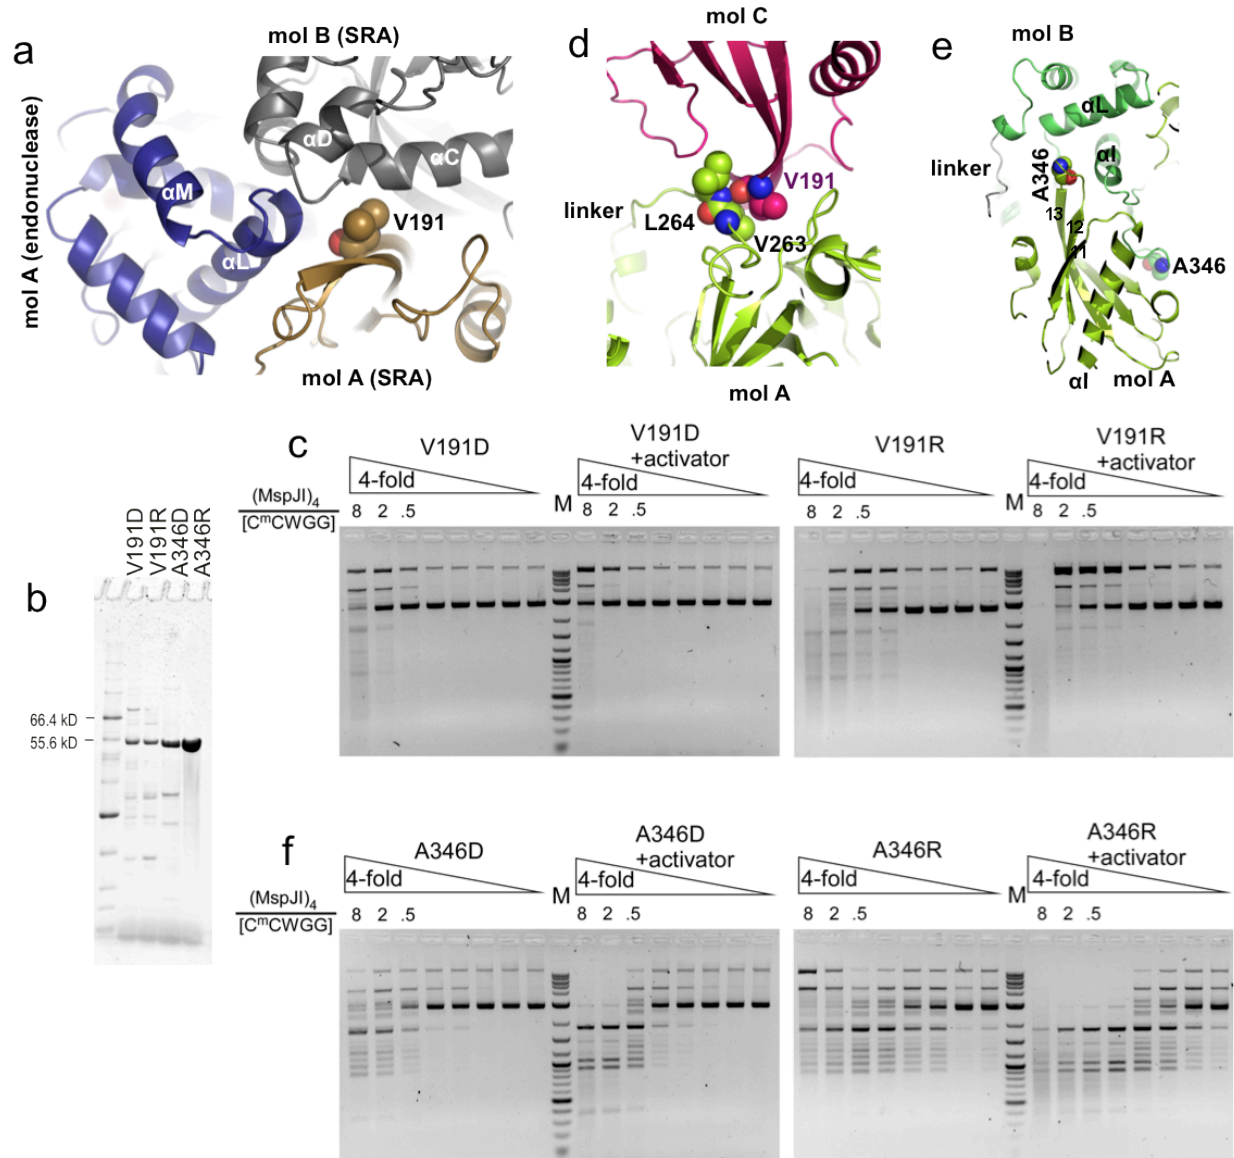 a
mol B (SRA)
mol A (endonuclease)
αD
αC
αM
αL
V191
mol A (SRA)
d
mol C
linker
V191
L264
V263
mol A
e
mol B
αL
linker
A346
αI
13
12
11
A346
αI
mol A
b
V191D
V191R
A346D
A346R
66.4 kD
55.6 kD
c
V191D
V191D
+activator
V191R
V191R
+activator
4-fold
4-fold
4-fold
4-fold
(MspJI)₄
[CᵐCWGG]
8 2 .5
M
8 2 .5
8 2 .5
M
8 2 .5
f
A346D
A346D
+activator
A346R
A346R
+activator
4-fold
4-fold
4-fold
4-fold
(MspJI)₄
[CᵐCWGG]
8 2 .5
M
8 2 .5
8 2 .5
M
8 2 .5